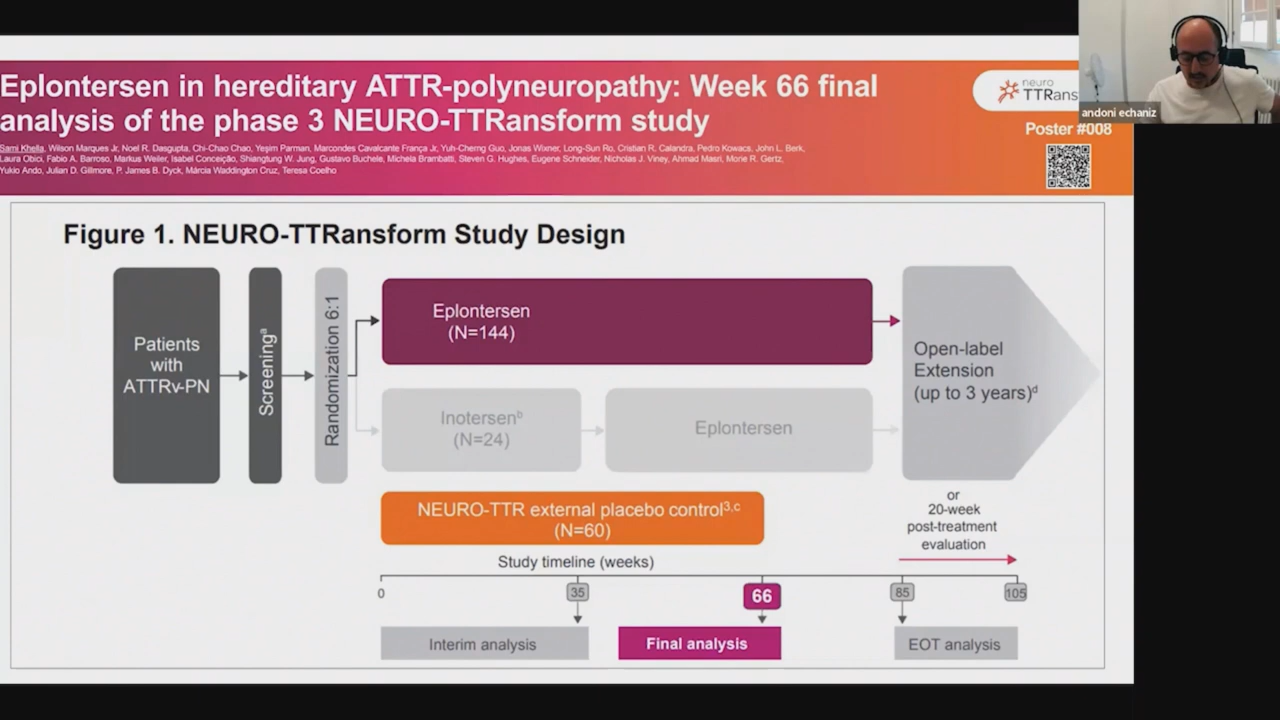 Eplontersen in hereditary ATTR-polyneuropathy: Week 66 final
analysis of the phase 3 NEURO-TTRansform study
Sami Khella, Wilson Marques Jr, Noel R. Dasgupta, Chi-Chao Chao, Yeşim Parman, Marcondes Cavalcante França Jr, Yuh-Cherng Guo, Jonas Wixner, Long-Sun Ro, Cristian R. Calandra, Pedro Kowacs, John L. Berk,
Laura Obici, Fabio A. Barroso, Markus Weiler, Isabel Conceição, Shiangtung W. Jung, Gustavo Buchele, Michela Brambatti, Steven G. Hughes, Eugene Schneider, Nicholas J. Viney, Ahmad Masri, Morie R. Gertz,
Yukio Ando, Julian D. Gillmore, P. James B. Dyck, Márcia Waddington Cruz, Teresa Coelho
neuro
TTRans
Poster #008
andoni echaniz
Figure 1. NEURO-TTRansform Study Design
Patients
with
ATTRv-PN
Screeningª
Randomization 6:1
Eplontersen
(N=144)
Inotersenᵇ
(N=24)
Eplontersen
Open-label
Extension
(up to 3 years)ᵈ
NEURO-TTR external placebo control³,ᶜ
(N=60)
or
20-week
post-treatment
evaluation
Study timeline (weeks)
0 35 66 85 105
Interim analysis
Final analysis
EOT analysis